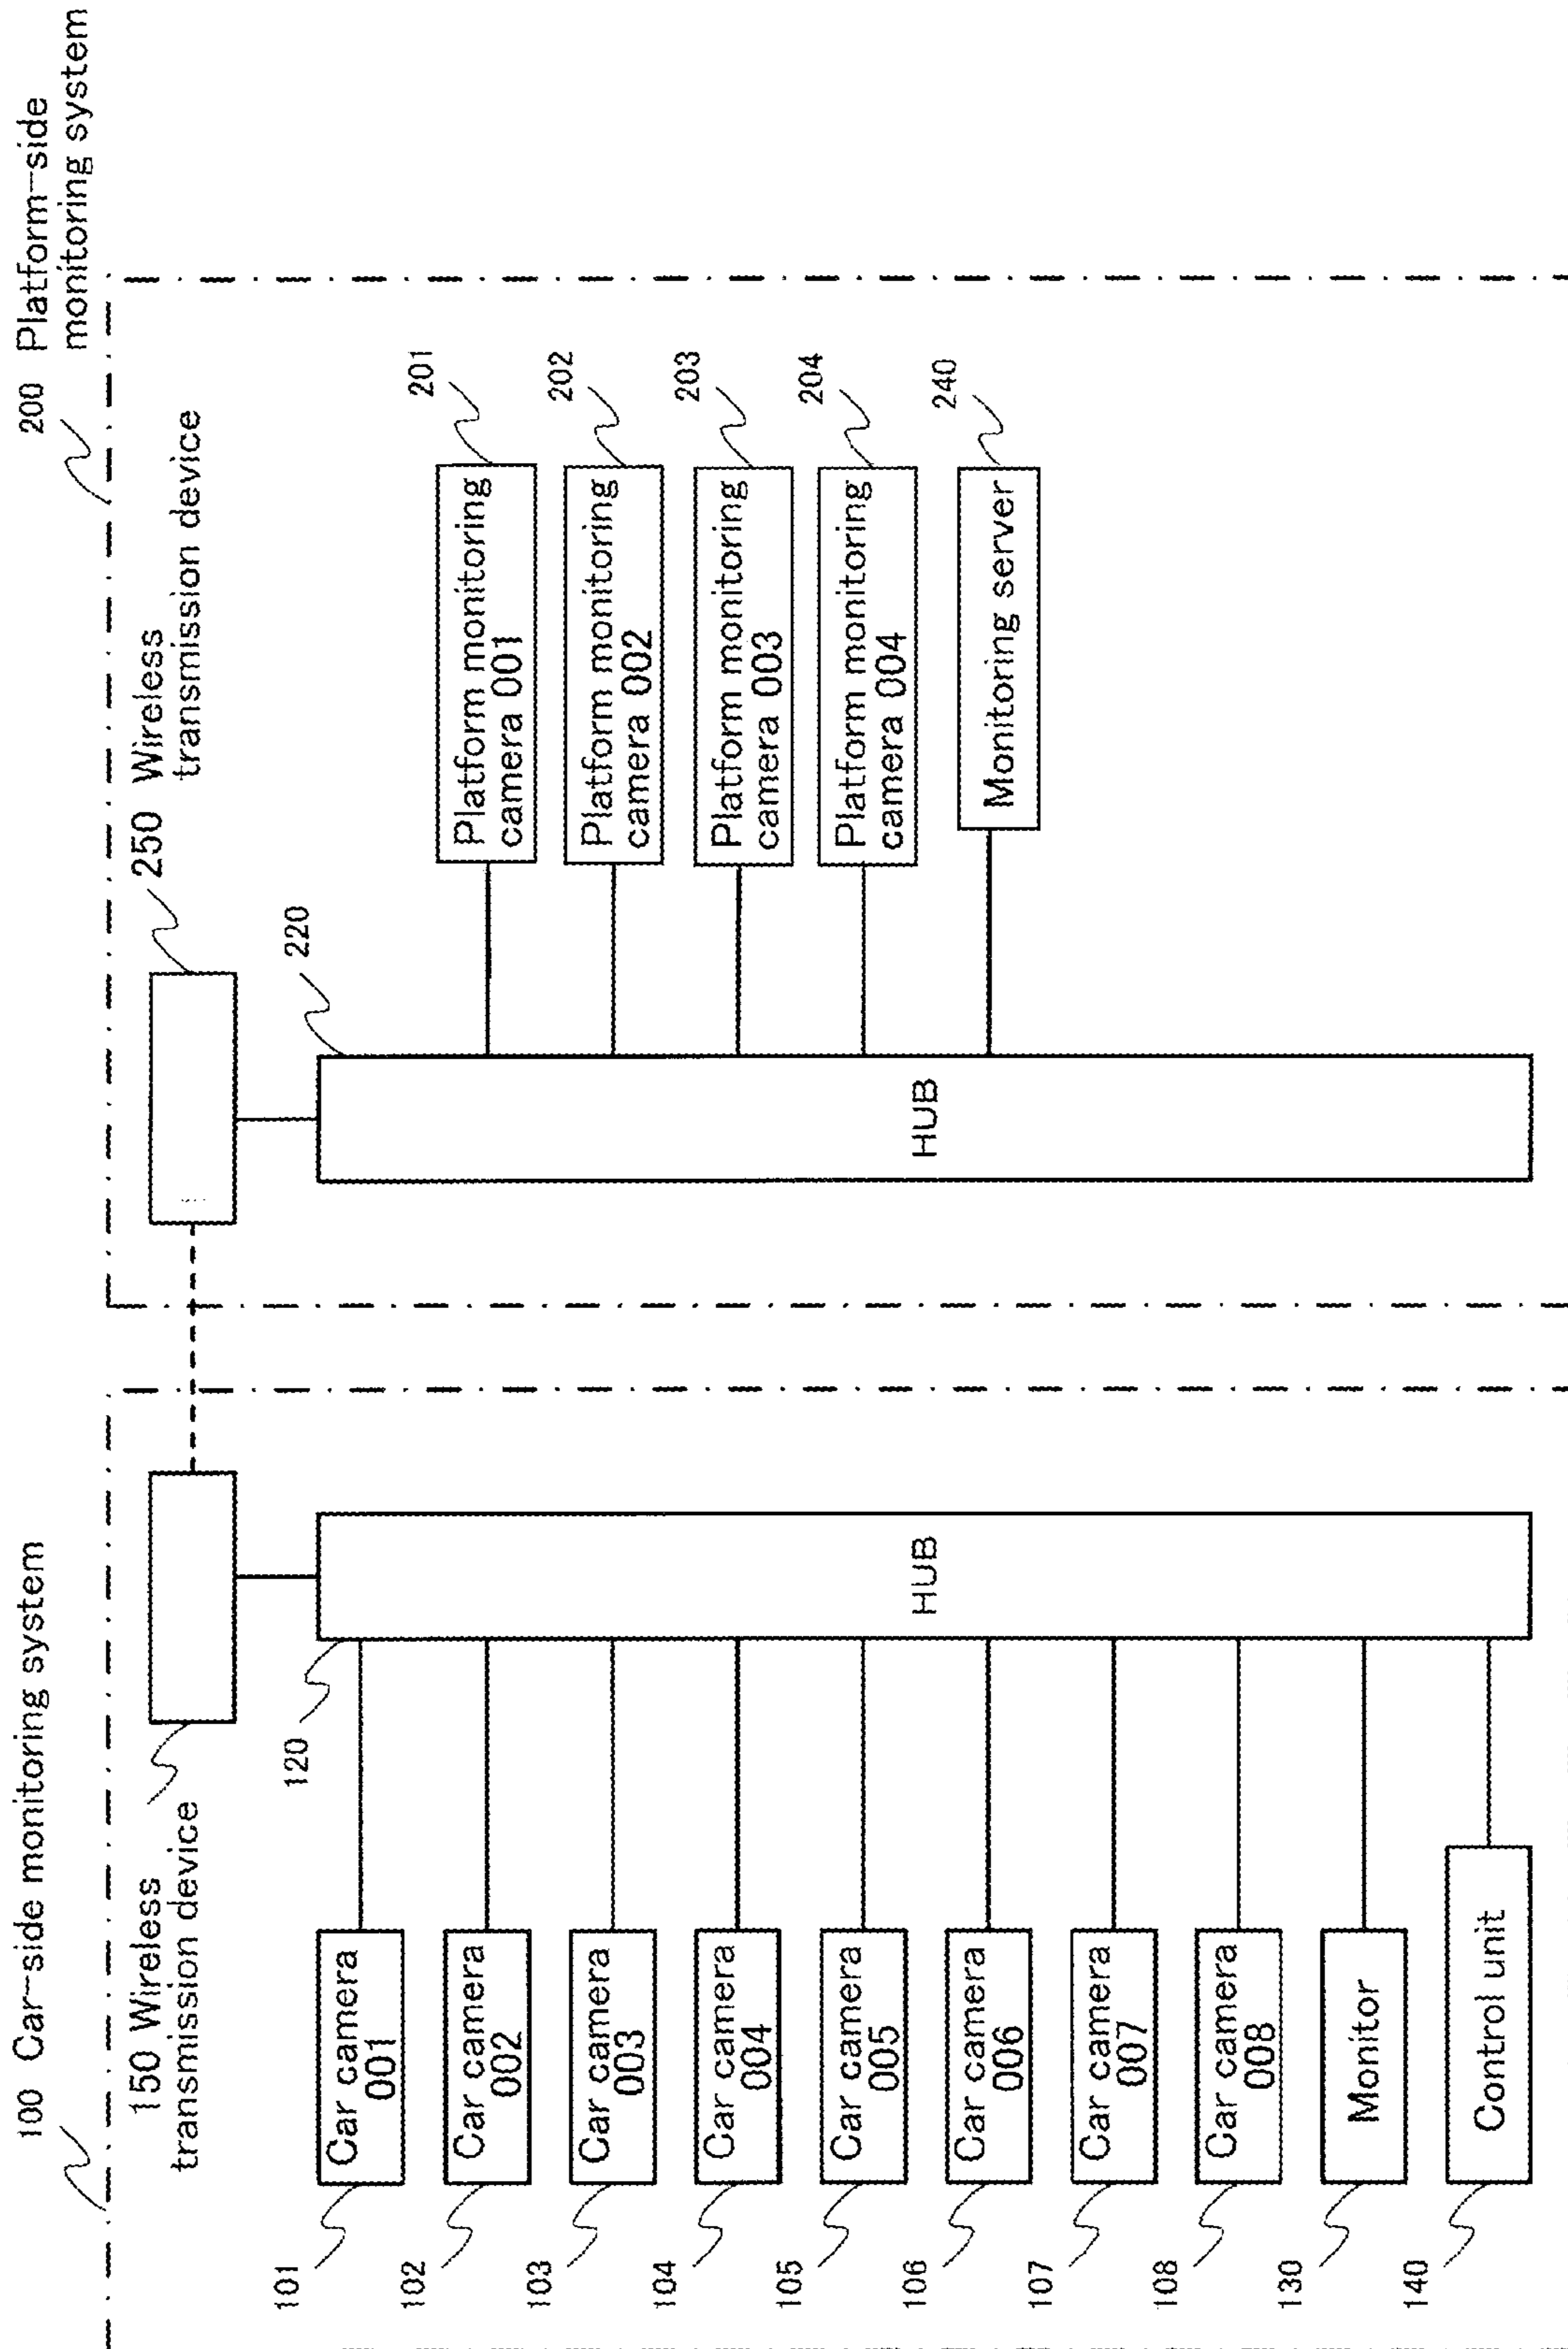 100 Car-side monitoring system
150 Wireless
transmission device
120
HUB
101
Car camera
001
102
Car camera
002
103
Car camera
003
104
Car camera
004
105
Car camera
005
106
Car camera
006
107
Car camera
007
108
Car camera
008
130
Monitor
140
Control unit
200 Platform-side
monitoring system
250 Wireless
transmission device
220
HUB
201
Platform monitoring
camera 001
202
Platform monitoring
camera 002
203
Platform monitoring
camera 003
204
Platform monitoring
camera 004
240
Monitoring server